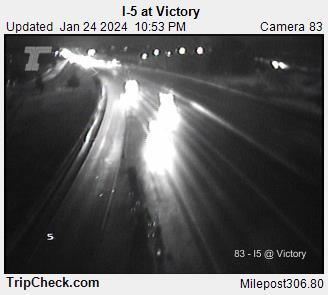 I-5 at Victory
Updated Jan 24 2024 10:53 PM Camera 83
T
S
83 - I5 @ Victory
TripCheck.com Milepost306.80